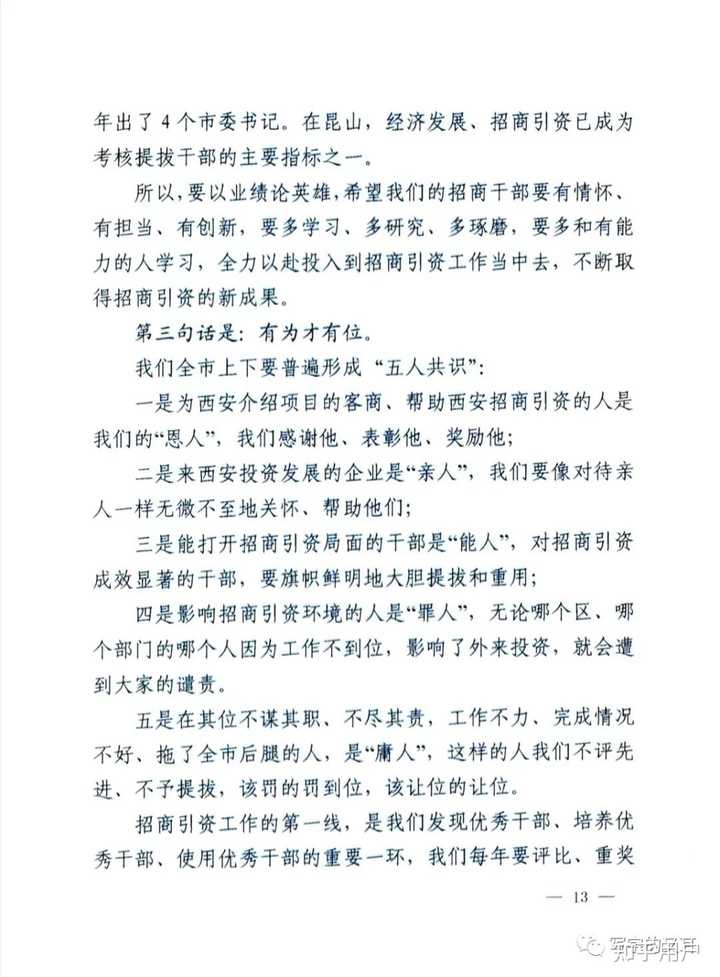 年出了 4 个市委书记。在昆山，经济发展、招商引资已成为
考核提拔干部的主要指标之一。
所以，要以业绩论英雄，希望我们的招商干部要有情怀、
有担当、有创新，要多学习、多研究、多琢磨，要多和有能
力的人学习，全力以赴投入到招商引资工作当中去，不断取
得招商引资的新成果。
第三句话是：有为才有位。
我们全市上下要普遍形成“五人共识”：
一是为西安介绍项目的客商、帮助西安招商引资的人是
我们的“恩人”，我们感谢他、表彰他、奖励他；
二是来西安投资发展的企业是“亲人”，我们要像对待亲
人一样无微不至地关怀、帮助他们；
三是能打开招商引资局面的干部是“能人”，对招商引资
成效显著的干部，要旗帜鲜明地大胆提拔和重用；
四是影响招商引资环境的人是“罪人”，无论哪个区、哪
个部门的哪个人因为工作不到位，影响了外来投资，就会遭
到大家的谴责。
五是在其位不谋其职、不尽其责，工作不力、完成情况
不好、拖了全市后腿的人，是“庸人”，这样的人我们不评先
进、不予提拔，该罚的罚到位，该让位的让位。
招商引资工作的第一线，是我们发现优秀干部、培养优
秀干部、使用优秀干部的重要一环，我们每年要评比、重奖
— 13 —
知乎用户